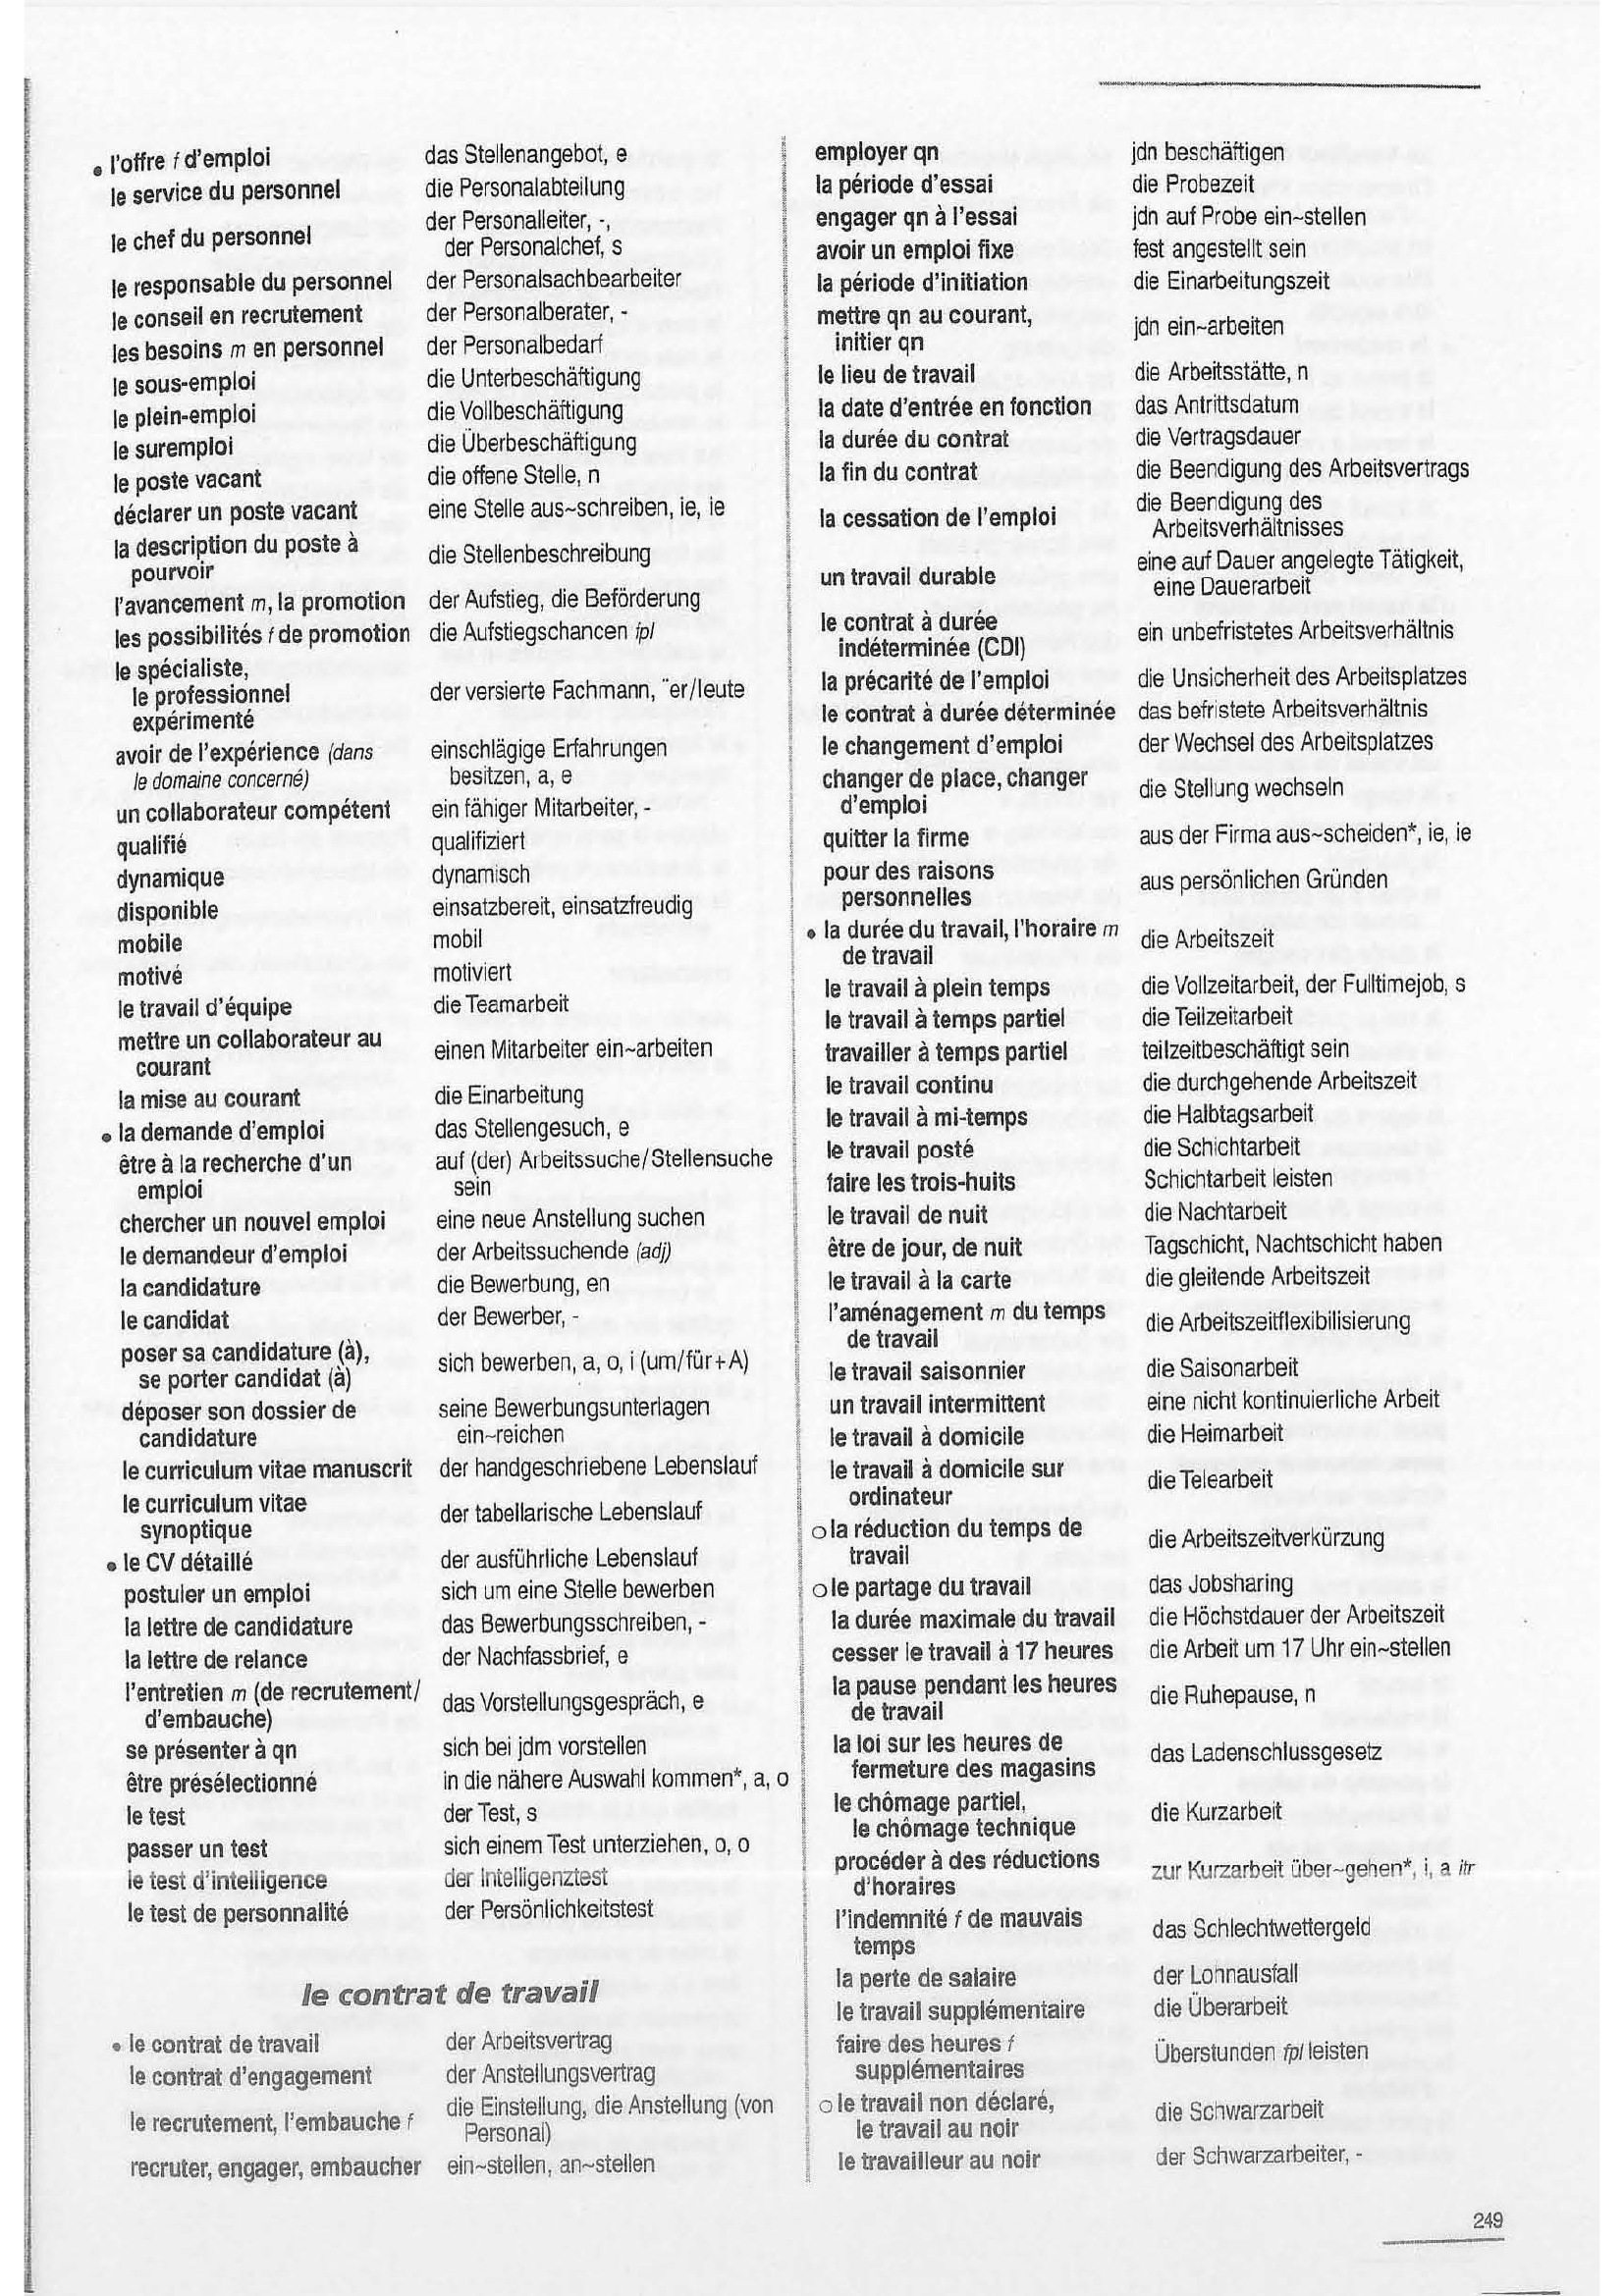 • l'offre f d'emploi das Stellenangebot, e
le service du personnel die Personalabteilung
le chef du personnel der Personalleiter, -,
der Personalchef, s
le responsable du personnel der Personalsachbearbeiter
le conseil en recrutement der Personalberater, -
les besoins m en personnel der Personalbedarf
le sous-emploi die Unterbeschäftigung
le plein-emploi die Vollbeschäftigung
le suremploi die Überbeschäftigung
le poste vacant die offene Stelle, n
déclarer un poste vacant eine Stelle aus~schreiben, ie, ie
la description du poste à
pourvoir die Stellenbeschreibung
l'avancement m, la promotion der Aufstieg, die Beförderung
les possibilités f de promotion die Aufstiegschancen fpl
le spécialiste,
le professionnel der versierte Fachmann, ¨er/leute
expérimenté
avoir de l'expérience (dans einschlägige Erfahrungen
le domaine concerné) besitzen, a, e
un collaborateur compétent ein fähiger Mitarbeiter, -
qualifié qualifiziert
dynamique dynamisch
disponible einsatzbereit, einsatzfreudig
mobile mobil
motivé motiviert
le travail d'équipe die Teamarbeit
mettre un collaborateur au
courant einen Mitarbeiter ein~arbeiten
la mise au courant die Einarbeitung
• la demande d'emploi das Stellengesuch, e
être à la recherche d'un auf (der) Arbeitssuche/Stellensuche
emploi sein
chercher un nouvel emploi eine neue Anstellung suchen
le demandeur d'emploi der Arbeitssuchende (adj)
la candidature die Bewerbung, en
le candidat der Bewerber, -
poser sa candidature (à),
se porter candidat (à) sich bewerben, a, o, i (um/für+A)
déposer son dossier de seine Bewerbungsunterlagen
candidature ein~reichen
le curriculum vitae manuscrit der handgeschriebene Lebenslauf
le curriculum vitae
synoptique der tabellarische Lebenslauf
• le CV détaillé der ausführliche Lebenslauf
postuler un emploi sich um eine Stelle bewerben
la lettre de candidature das Bewerbungsschreiben, -
la lettre de relance der Nachfassbrief, e
l'entretien m (de recrutement/
d'embauche) das Vorstellungsgespräch, e
se présenter à qn sich bei jdm vorstellen
être présélectionné in die nähere Auswahl kommen*, a, o
le test der Test, s
passer un test sich einem Test unterziehen, o, o
le test d'intelligence der Intelligenztest
le test de personnalité der Persönlichkeitstest
le contrat de travail
• le contrat de travail der Arbeitsvertrag
le contrat d'engagement der Anstellungsvertrag
le recrutement, l'embauche f die Einstellung, die Anstellung (von
Personal)
recruter, engager, embaucher ein~stellen, an~stellen
employer qn jdn beschäftigen
la période d'essai die Probezeit
engager qn à l'essai jdn auf Probe ein~stellen
avoir un emploi fixe fest angestellt sein
la période d'initiation die Einarbeitungszeit
mettre qn au courant,
initier qn jdn ein~arbeiten
le lieu de travail die Arbeitsstätte, n
la date d'entrée en fonction das Antrittsdatum
la durée du contrat die Vertragsdauer
la fin du contrat die Beendigung des Arbeitsvertrags
la cessation de l'emploi die Beendigung des
Arbeitsverhältnisses
un travail durable eine auf Dauer angelegte Tätigkeit,
eine Dauerarbeit
le contrat à durée
indéterminée (CDI) ein unbefristetes Arbeitsverhältnis
la précarité de l'emploi die Unsicherheit des Arbeitsplatzes
le contrat à durée déterminée das befristete Arbeitsverhältnis
le changement d'emploi der Wechsel des Arbeitsplatzes
changer de place, changer
d'emploi die Stellung wechseln
quitter la firme aus der Firma aus~scheiden*, ie, ie
pour des raisons
personnelles aus persönlichen Gründen
• la durée du travail, l'horaire m
de travail die Arbeitszeit
le travail à plein temps die Vollzeitarbeit, der Fulltimejob, s
le travail à temps partiel die Teilzeitarbeit
travailler à temps partiel teilzeitbeschäftigt sein
le travail continu die durchgehende Arbeitszeit
le travail à mi-temps die Halbtagsarbeit
le travail posté die Schichtarbeit
faire les trois-huits Schichtarbeit leisten
le travail de nuit die Nachtarbeit
être de jour, de nuit Tagschicht, Nachtschicht haben
le travail à la carte die gleitende Arbeitszeit
l'aménagement m du temps
de travail die Arbeitszeitflexibilisierung
le travail saisonnier die Saisonarbeit
un travail intermittent eine nicht kontinuierliche Arbeit
le travail à domicile die Heimarbeit
le travail à domicile sur
ordinateur die Telearbeit
o la réduction du temps de
travail die Arbeitszeitverkürzung
o le partage du travail das Jobsharing
la durée maximale du travail die Höchstdauer der Arbeitszeit
cesser le travail à 17 heures die Arbeit um 17 Uhr ein~stellen
la pause pendant les heures
de travail die Ruhepause, n
la loi sur les heures de
fermeture des magasins das Ladenschlussgesetz
le chômage partiel,
le chômage technique die Kurzarbeit
procéder à des réductions
d'horaires zur Kurzarbeit über~gehen*, i, a itr
l'indemnité f de mauvais
temps das Schlechtwettergeld
la perte de salaire der Lohnausfall
le travail supplémentaire die Überarbeit
faire des heures f
supplémentaires Überstunden fpl leisten
o le travail non déclaré,
le travail au noir die Schwarzarbeit
le travailleur au noir der Schwarzarbeiter, -
249